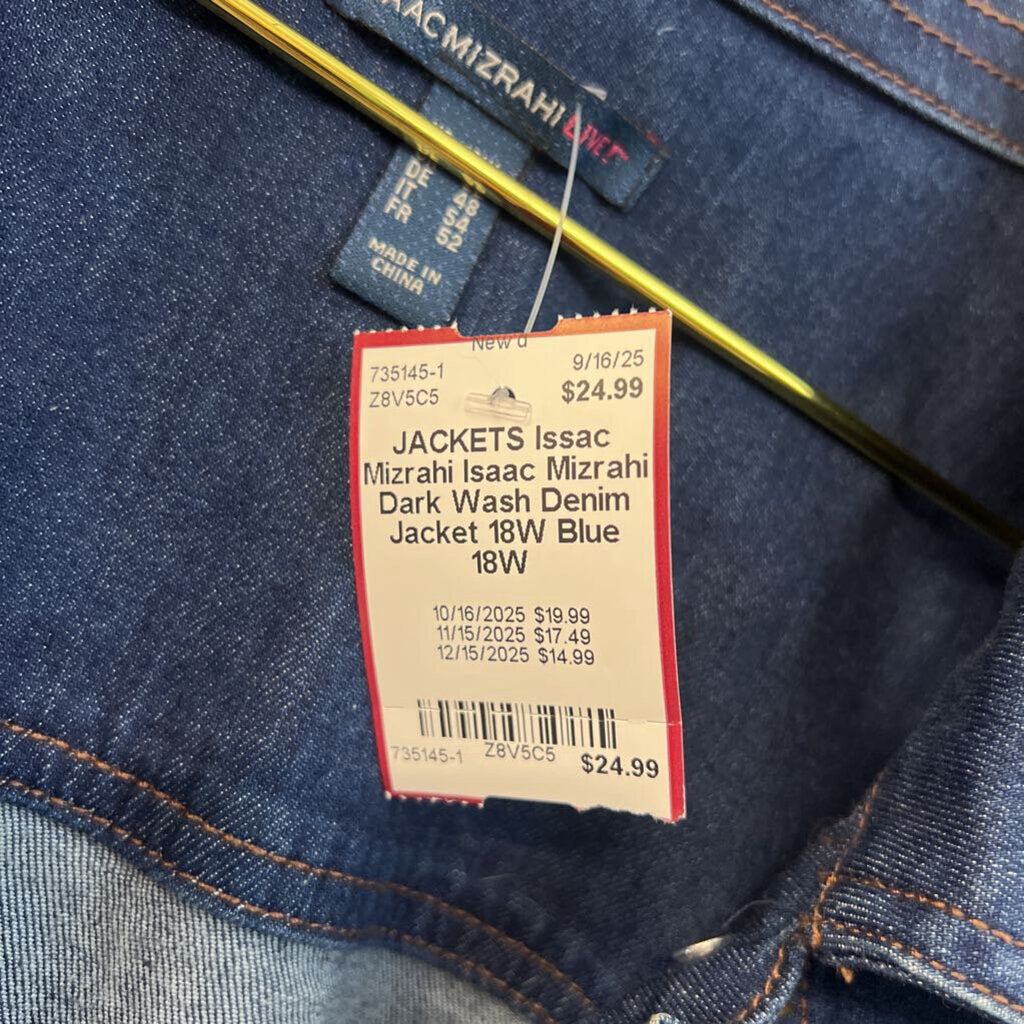 AACMIZRAHI LIVE!
DE 48
IT 54
FR 52
MADE IN
CHINA
New'd
735145-1 9/16/25
Z8V5C5 $24.99
JACKETS Issac
Mizrahi Isaac Mizrahi
Dark Wash Denim
Jacket 18W Blue
18W
10/16/2025 $19.99
11/15/2025 $17.49
12/15/2025 $14.99
735145-1 Z8V5C5 $24.99